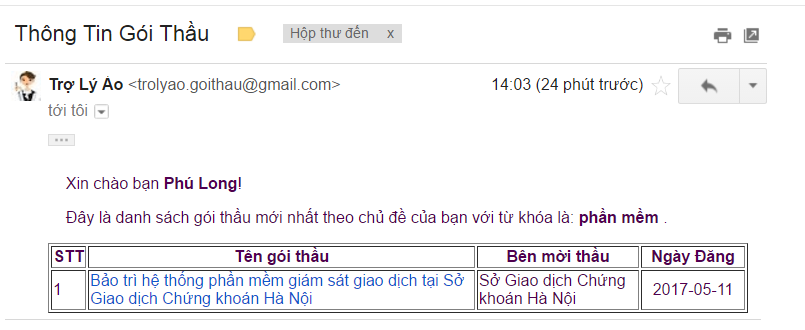 Thông Tin Gói Thầu
Hộp thư đến x
Trợ Lý Ảo <trolyao.goithau@gmail.com>
14:03 (24 phút trước)
tới tôi
Xin chào bạn Phú Long!
Đây là danh sách gói thầu mới nhất theo chủ đề của bạn với từ khóa là: phần mềm .
STT Tên gói thầu Bên mời thầu Ngày Đăng
1 Bảo trì hệ thống phần mềm giám sát giao dịch tại Sở Sở Giao dịch Chứng 2017-05-11
Giao dịch Chứng khoán Hà Nội khoán Hà Nội